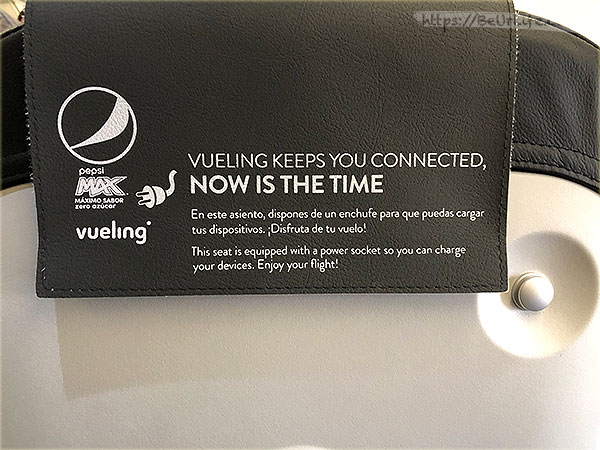 pepsi
MAX
MÁXIMO SABOR
zero azúcar
vueling
VUELING KEEPS YOU CONNECTED,
NOW IS THE TIME
En este asiento, dispones de un enchufe para que puedas cargar
tus dispositivos. ¡Disfruta de tu vuelo!
This seat is equipped with a power socket so you can charge
your devices. Enjoy your flight!